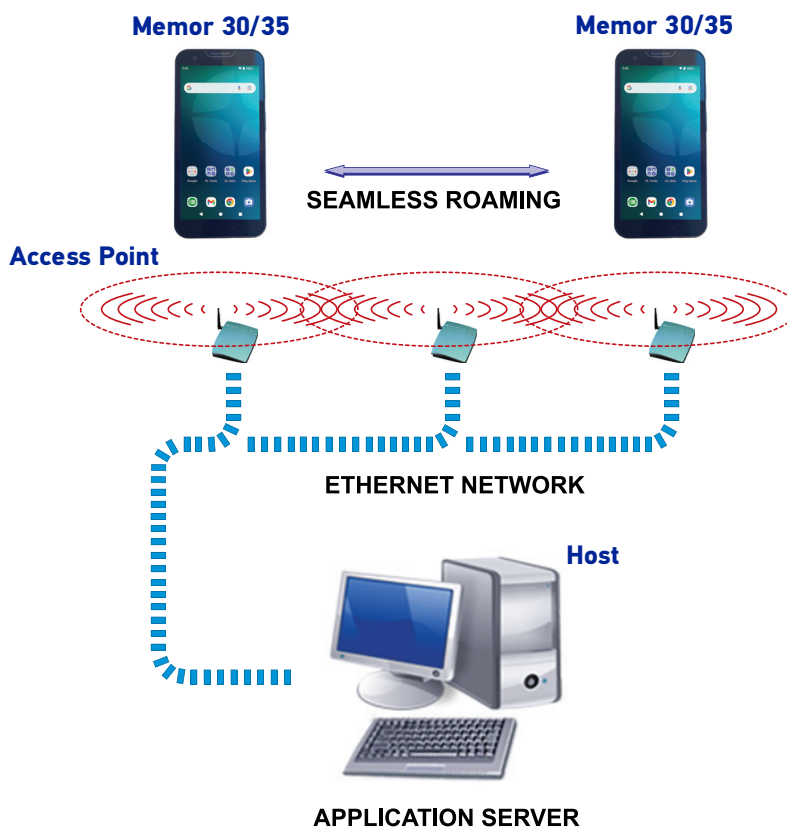 Memor 30/35
Memor 30/35
SEAMLESS ROAMING
Access Point
ETHERNET NETWORK
Host
APPLICATION SERVER